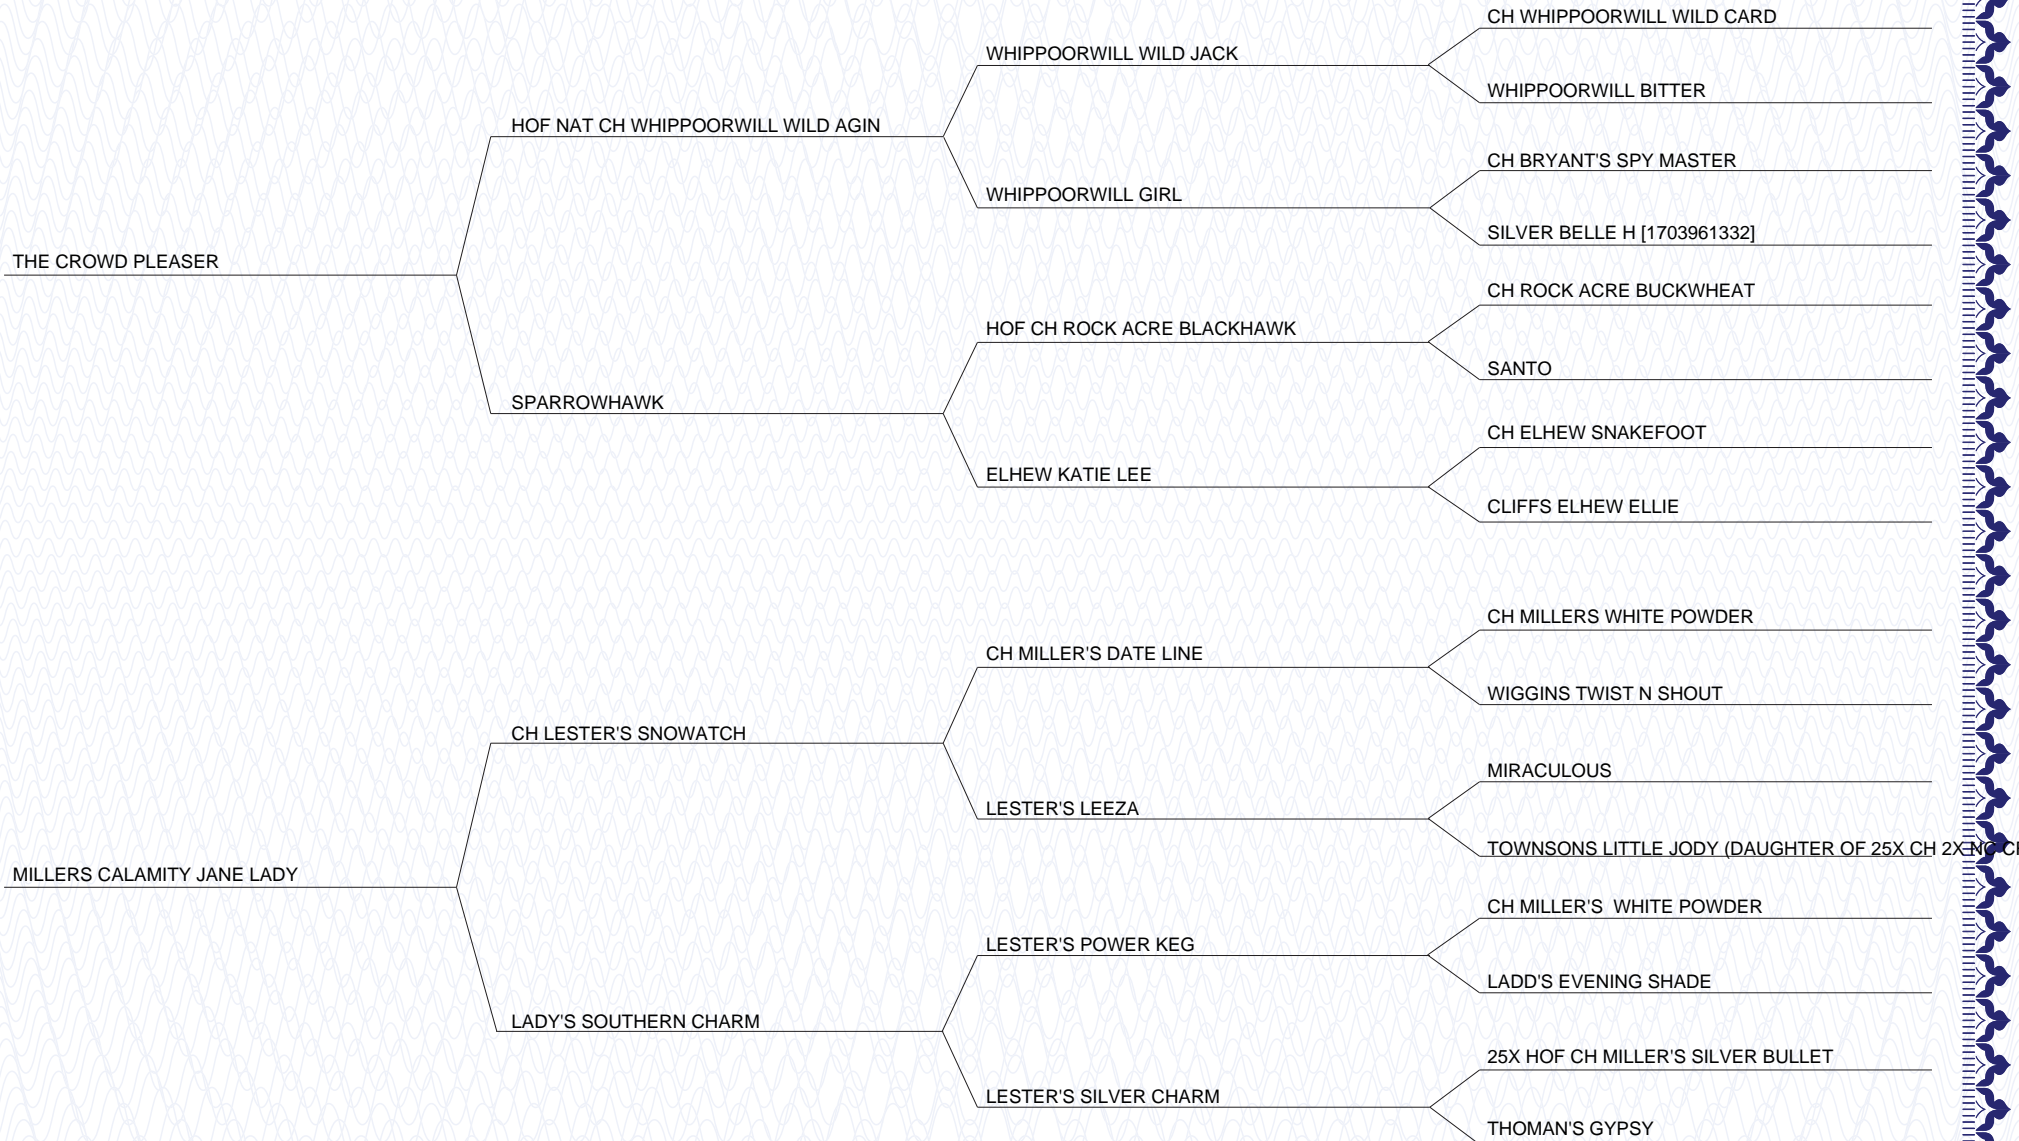 CH WHIPPOORWILL WILD CARD
WHIPPOORWILL WILD JACK
WHIPPOORWILL BITTER
HOF NAT CH WHIPPOORWILL WILD AGIN
CH BRYANT'S SPY MASTER
WHIPPOORWILL GIRL
SILVER BELLE H [1703961332]
THE CROWD PLEASER
CH ROCK ACRE BUCKWHEAT
HOF CH ROCK ACRE BLACKHAWK
SANTO
SPARROWHAWK
CH ELHEW SNAKEFOOT
ELHEW KATIE LEE
CLIFFS ELHEW ELLIE
CH MILLERS WHITE POWDER
CH MILLER'S DATE LINE
WIGGINS TWIST N SHOUT
CH LESTER'S SNOWATCH
MIRACULOUS
LESTER'S LEEZA
TOWNSONS LITTLE JODY (DAUGHTER OF 25X CH 2X
MILLERS CALAMITY JANE LADY
CH MILLER'S  WHITE POWDER
LESTER'S POWER KEG
LADD'S EVENING SHADE
LADY'S SOUTHERN CHARM
25X HOF CH MILLER'S SILVER BULLET
LESTER'S SILVER CHARM
THOMAN'S GYPSY